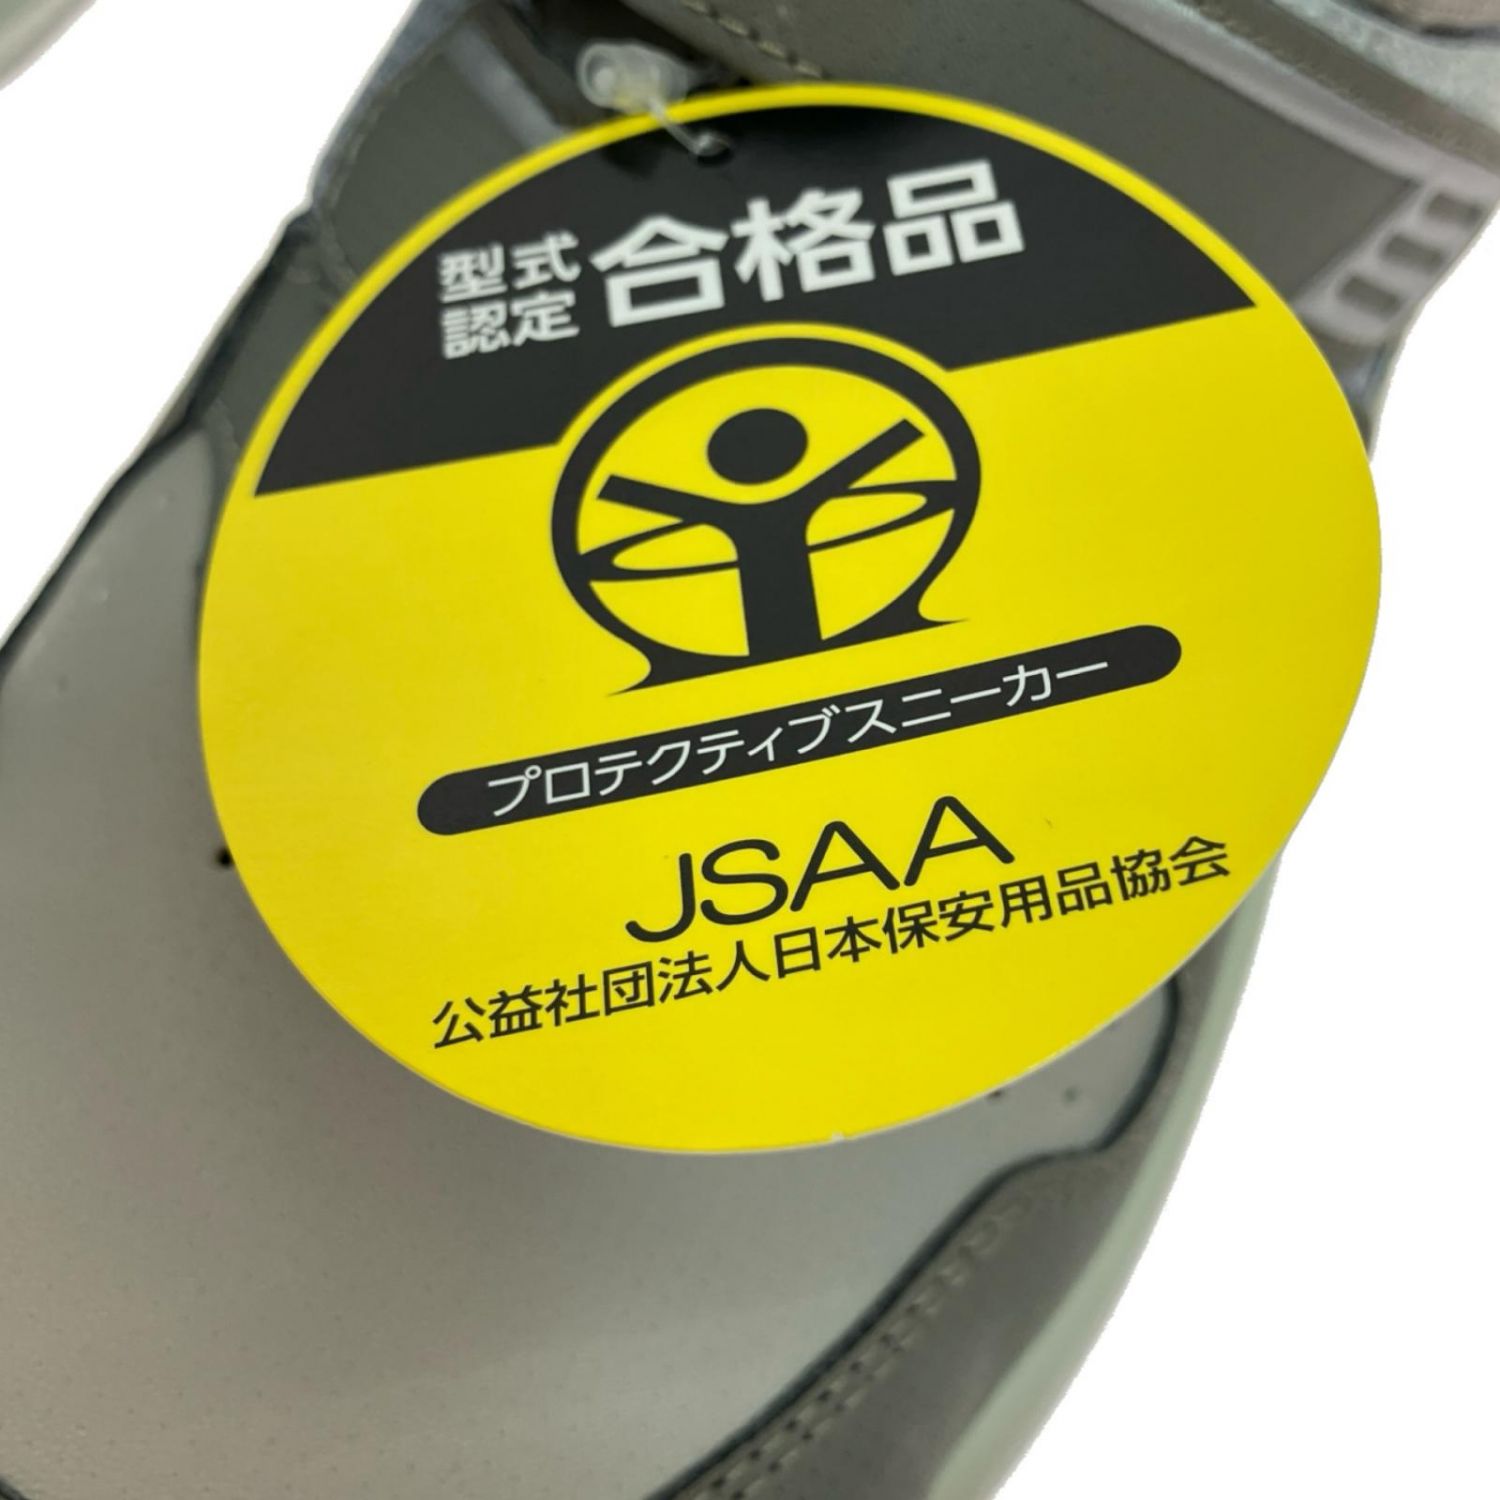 型式
認定
合格品
プロテクティブスニーカー
JSAA
公益社団法人日本保安用品協会